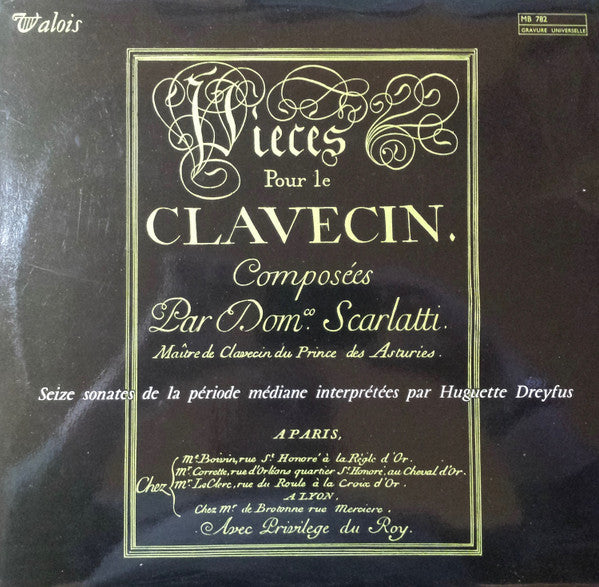 Valois
MB 782
GRAVURE UNIVERSELLE
Pieces
Pour le
CLAVECIN.
Composées
Par Dom.co Scarlatti.
Maître de Clavecin du Prince des Asturies.
Seize sonates de la période médiane interprétées par Huguette Dreyfus
A PARIS,
Chez
Mr. Boivin, rue St. Honoré à la Règle d'Or.
Mr. Corrette, rue d'Orléans quartier St. Honoré, au Cheval d'Or.
Mr. Le Clerc, rue du Roule à la Croix d'Or.
A LYON,
Chez Mr. de Brotonne rue Merciere.
Avec Privilege du Roy.